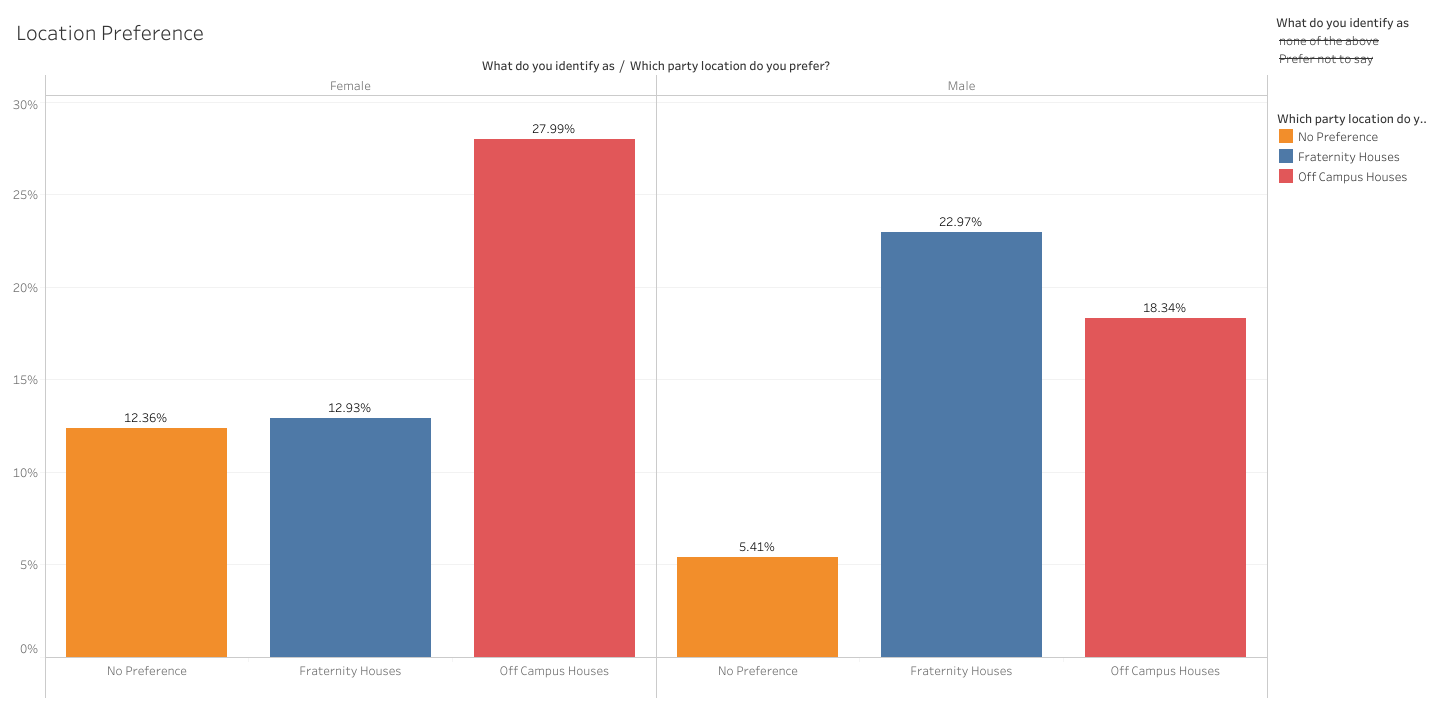 Location Preference
What do you identify as / Which party location do you prefer?
Female
Male
30%
25%
20%
15%
10%
5%
0%
12.36%
12.93%
27.99%
5.41%
22.97%
18.34%
No Preference
Fraternity Houses
Off Campus Houses
No Preference
Fraternity Houses
Off Campus Houses
What do you identify as
none of the above
Prefer not to say
Which party location do y..
No Preference
Fraternity Houses
Off Campus Houses